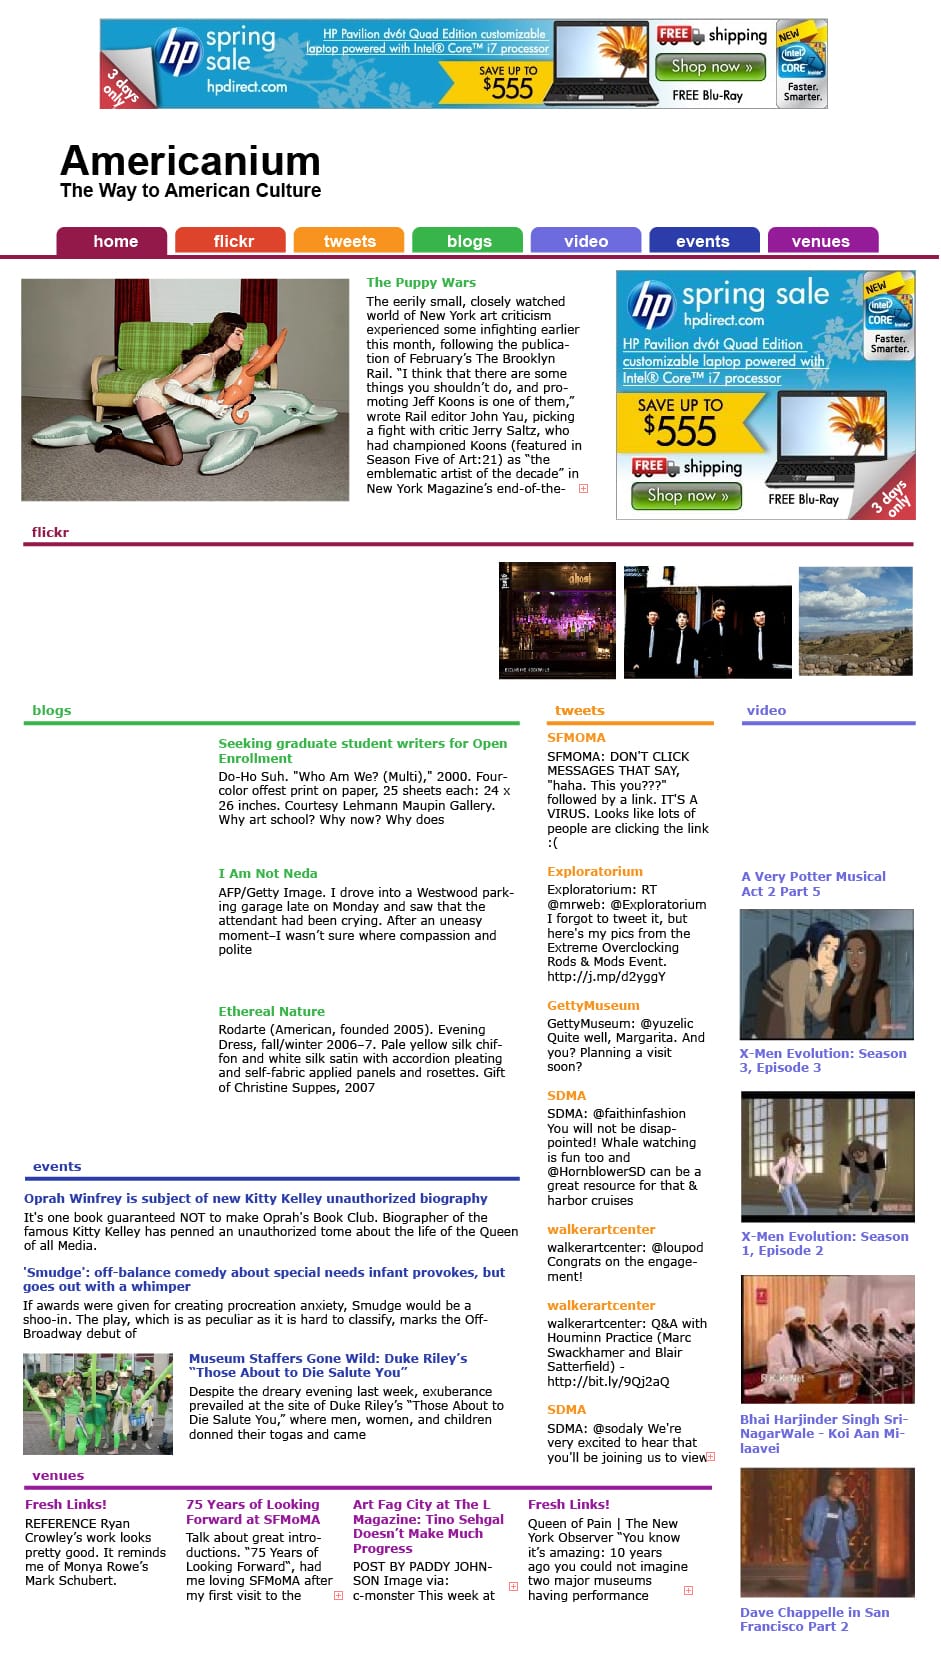 hp
spring
sale
hpdirect.com
3 days
only
HP Pavilion dv6t Quad Edition customizable
laptop powered with Intel® Core™ i7 processor
SAVE UP TO
$555
FREE shipping
Shop now »
FREE Blu-Ray
NEW
intel
CORE i7
inside™
Faster.
Smarter.
Americanium
The Way to American Culture
home
flickr
tweets
blogs
video
events
venues
The Puppy Wars
The eerily small, closely watched
world of New York art criticism
experienced some infighting earlier
this month, following the publica-
tion of February’s The Brooklyn
Rail. “I think that there are some
things you shouldn’t do, and pro-
moting Jeff Koons is one of them,”
wrote Rail editor John Yau, picking
a fight with critic Jerry Saltz, who
had championed Koons (featured in
Season Five of Art:21) as “the
emblematic artist of the decade” in
New York Magazine’s end-of-the-
hp
spring sale
hpdirect.com
NEW
intel
CORE i7
inside™
Faster.
Smarter.
HP Pavilion dv6t Quad Edition
customizable laptop powered with
Intel® Core™ i7 processor
SAVE UP TO
$555
FREE shipping
Shop now »
FREE Blu-Ray
3 days
only
flickr
ghost
blogs
Seeking graduate student writers for Open
Enrollment
Do-Ho Suh. "Who Am We? (Multi)," 2000. Four-
color offest print on paper, 25 sheets each: 24 x
26 inches. Courtesy Lehmann Maupin Gallery.
Why art school? Why now? Why does
I Am Not Neda
AFP/Getty Image. I drove into a Westwood park-
ing garage late on Monday and saw that the
attendant had been crying. After an uneasy
moment–I wasn’t sure where compassion and
polite
Ethereal Nature
Rodarte (American, founded 2005). Evening
Dress, fall/winter 2006–7. Pale yellow silk chif-
fon and white silk satin with accordion pleating
and self-fabric applied panels and rosettes. Gift
of Christine Suppes, 2007
tweets
SFMOMA
SFMOMA: DON'T CLICK
MESSAGES THAT SAY,
"haha. This you???"
followed by a link. IT'S A
VIRUS. Looks like lots of
people are clicking the link
:(
Exploratorium
Exploratorium: RT
@mrweb: @Exploratorium
I forgot to tweet it, but
here's my pics from the
Extreme Overclocking
Rods & Mods Event.
http://j.mp/d2yggY
GettyMuseum
GettyMuseum: @yuzelic
Quite well, Margarita. And
you? Planning a visit
soon?
SDMA
SDMA: @faithinfashion
You will not be disap-
pointed! Whale watching
is fun too and
@HornblowerSD can be a
great resource for that &
harbor cruises
walkerartcenter
walkerartcenter: @loupod
Congrats on the engage-
ment!
walkerartcenter
walkerartcenter: Q&A with
Houminn Practice (Marc
Swackhamer and Blair
Satterfield) -
http://bit.ly/9Qj2aQ
SDMA
SDMA: @sodaly We're
very excited to hear that
you'll be joining us to view
video
A Very Potter Musical
Act 2 Part 5
X-Men Evolution: Season
3, Episode 3
X-Men Evolution: Season
1, Episode 2
Bhai Harjinder Singh Sri-
NagarWale - Koi Aan Mi-
laavei
Dave Chappelle in San
Francisco Part 2
events
Oprah Winfrey is subject of new Kitty Kelley unauthorized biography
It's one book guaranteed NOT to make Oprah's Book Club. Biographer of the
famous Kitty Kelley has penned an unauthorized tome about the life of the Queen
of all Media.
'Smudge': off-balance comedy about special needs infant provokes, but
goes out with a whimper
If awards were given for creating procreation anxiety, Smudge would be a
shoo-in. The play, which is as peculiar as it is hard to classify, marks the Off-
Broadway debut of
Museum Staffers Gone Wild: Duke Riley’s
“Those About to Die Salute You”
Despite the dreary evening last week, exuberance
prevailed at the site of Duke Riley’s “Those About to
Die Salute You,” where men, women, and children
donned their togas and came
venues
Fresh Links!
REFERENCE Ryan
Crowley’s work looks
pretty good. It reminds
me of Monya Rowe’s
Mark Schubert.
75 Years of Looking
Forward at SFMoMA
Talk about great intro-
ductions. “75 Years of
Looking Forward“, had
me loving SFMoMA after
my first visit to the
Art Fag City at The L
Magazine: Tino Sehgal
Doesn’t Make Much
Progress
POST BY PADDY JOHN-
SON Image via:
c-monster This week at
Fresh Links!
Queen of Pain | The New
York Observer “You know
it’s amazing: 10 years
ago you could not imagine
two major museums
having performance